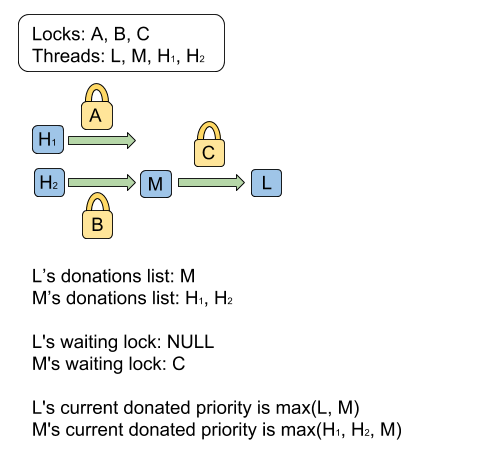 Locks: A, B, C
Threads: L, M, H₁, H₂
A
H₁
C
H₂
M
L
B
L’s donations list: M
M’s donations list: H₁, H₂
L's waiting lock: NULL
M's waiting lock: C
L's current donated priority is max(L, M)
M's current donated priority is max(H₁, H₂, M)